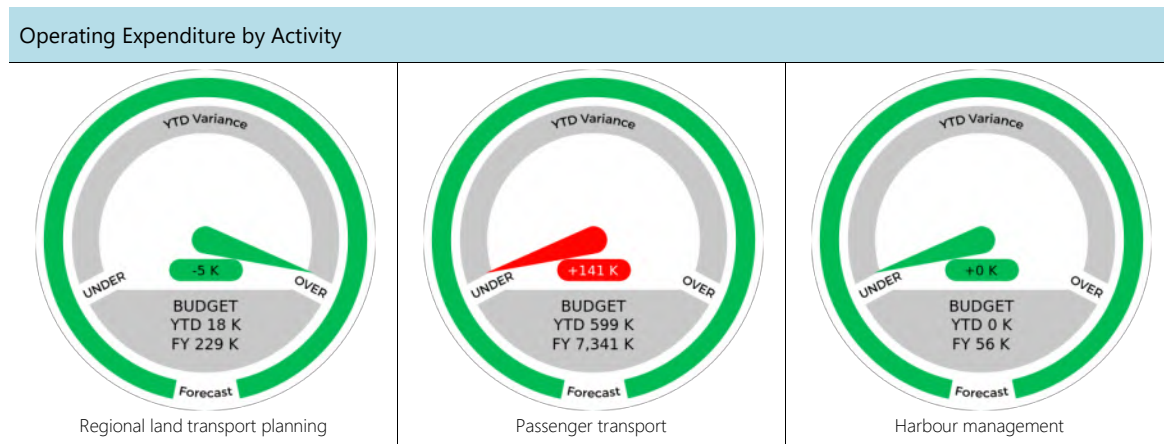 Operating Expenditure by Activity
YTD Variance
-5 K
UNDER
OVER
BUDGET
YTD 18 K
FY 229 K
Forecast
Regional land transport planning
YTD Variance
+141 K
UNDER
OVER
BUDGET
YTD 599 K
FY 7,341 K
Forecast
Passenger transport
YTD Variance
+0 K
UNDER
OVER
BUDGET
YTD 0 K
FY 56 K
Forecast
Harbour management